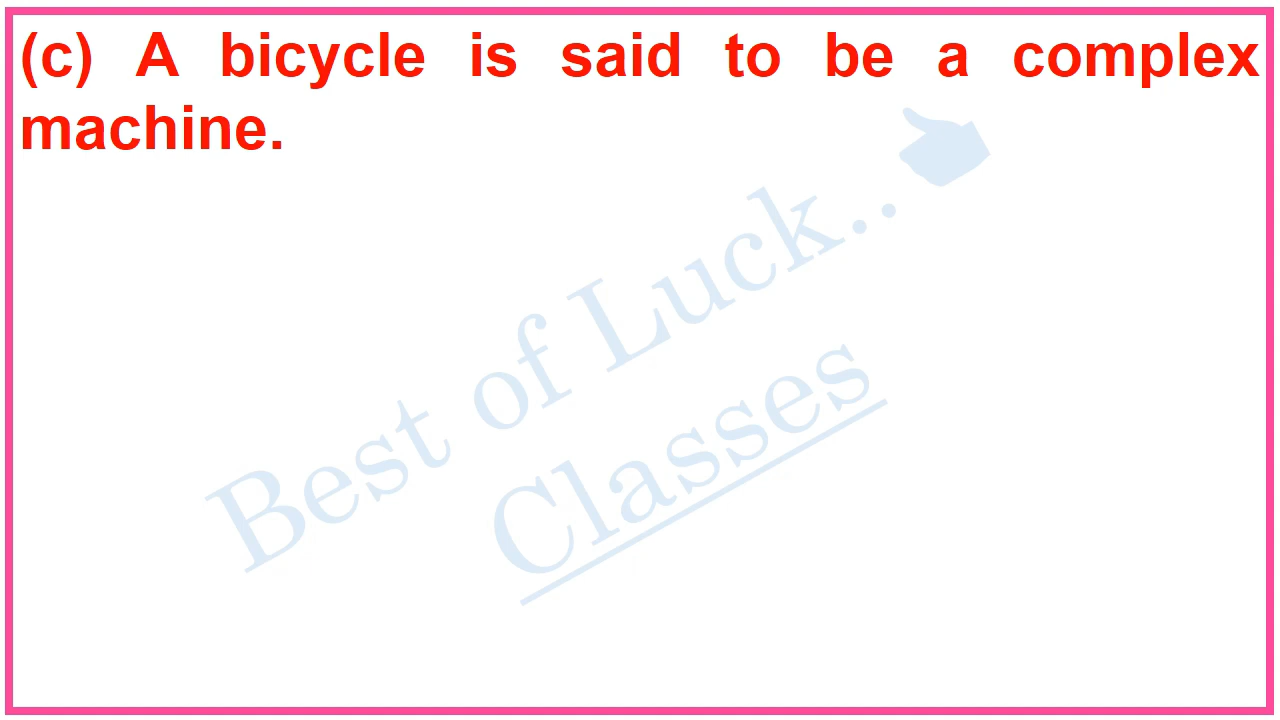 (c) A bicycle is said to be a complex
machine.
Best of Luck..
Classes